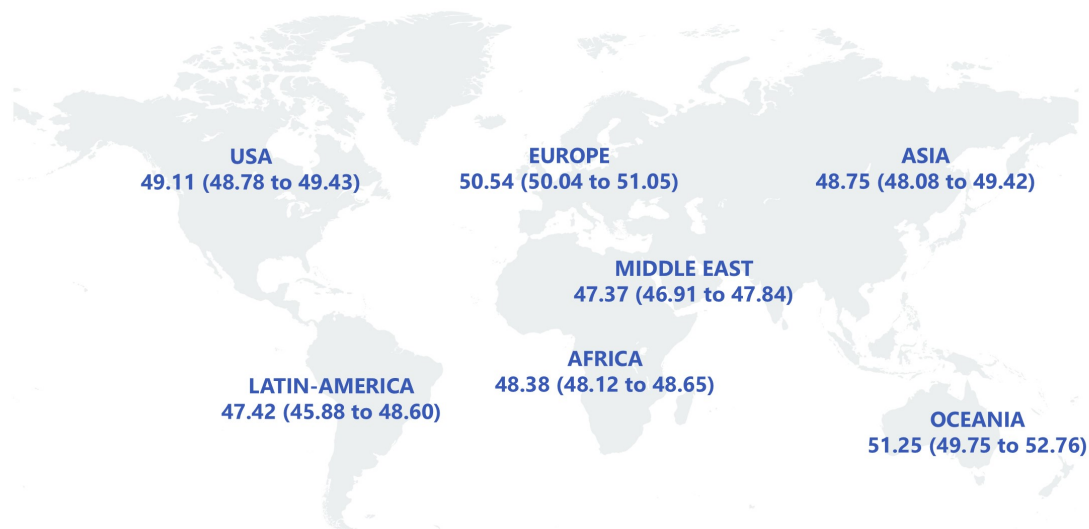 USA
49.11 (48.78 to 49.43)
EUROPE
50.54 (50.04 to 51.05)
ASIA
48.75 (48.08 to 49.42)
MIDDLE EAST
47.37 (46.91 to 47.84)
AFRICA
48.38 (48.12 to 48.65)
LATIN-AMERICA
47.42 (45.88 to 48.60)
OCEANIA
51.25 (49.75 to 52.76)